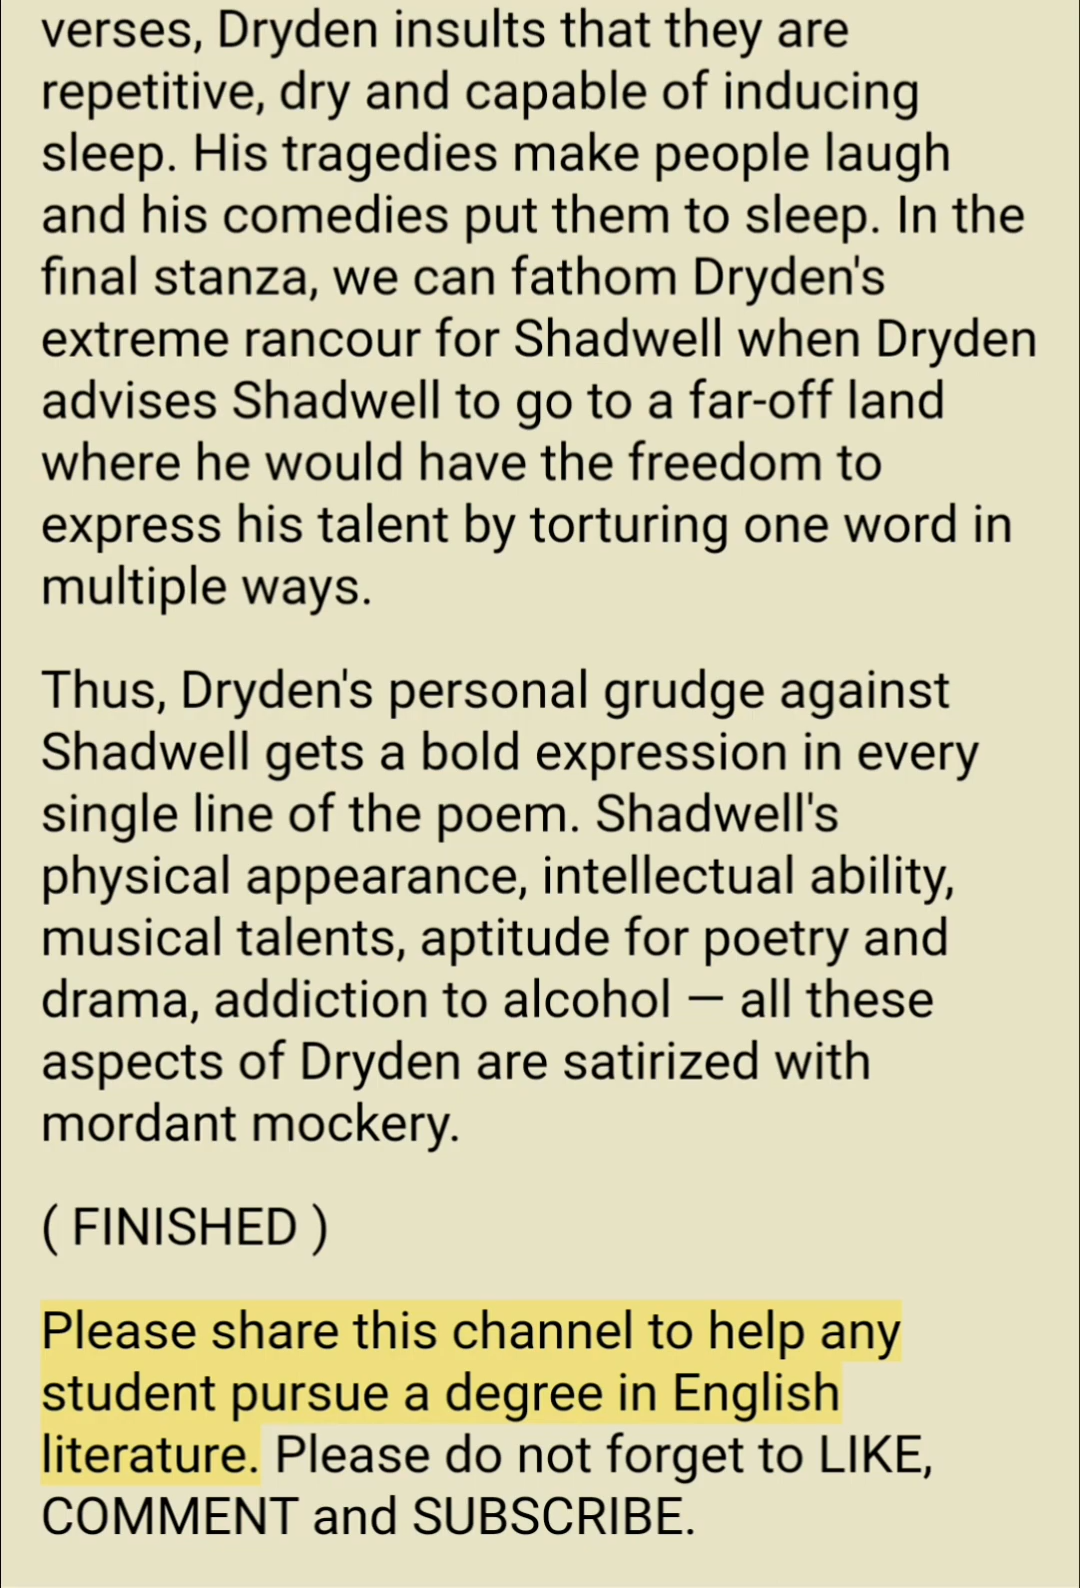 verses, Dryden insults that they are
repetitive, dry and capable of inducing
sleep. His tragedies make people laugh
and his comedies put them to sleep. In the
final stanza, we can fathom Dryden's
extreme rancour for Shadwell when Dryden
advises Shadwell to go to a far-off land
where he would have the freedom to
express his talent by torturing one word in
multiple ways.
Thus, Dryden's personal grudge against
Shadwell gets a bold expression in every
single line of the poem. Shadwell's
physical appearance, intellectual ability,
musical talents, aptitude for poetry and
drama, addiction to alcohol — all these
aspects of Dryden are satirized with
mordant mockery.
( FINISHED )
Please share this channel to help any
student pursue a degree in English
literature. Please do not forget to LIKE,
COMMENT and SUBSCRIBE.